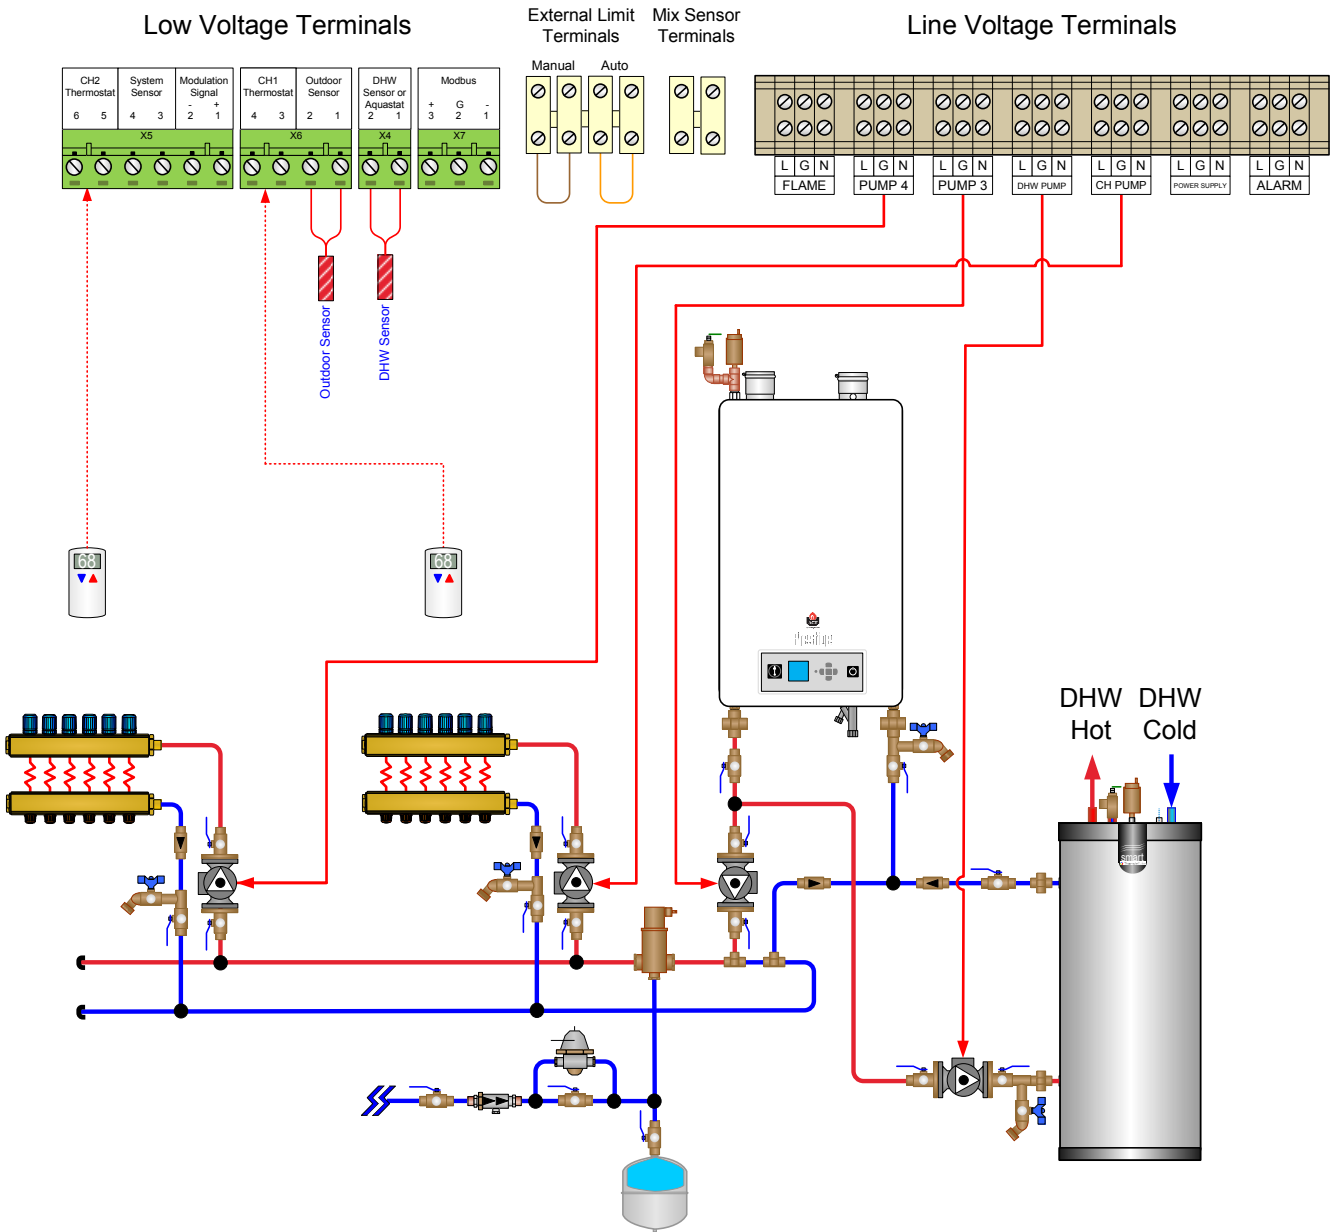 Low Voltage Terminals
External Limit
Terminals
Mix Sensor
Terminals
Line Voltage Terminals
Manual
Auto
CH2
Thermostat
6 5
System
Sensor
4 3
Modulation
Signal
- +
2 1
X5
CH1
Thermostat
4 3
Outdoor
Sensor
2 1
X6
DHW
Sensor or
Aquastat
2 1
X4
Modbus
+ G -
3 2 1
X7
L G N
FLAME
L G N
PUMP 4
L G N
PUMP 3
L G N
DHW PUMP
L G N
CH PUMP
L G N
POWER SUPPLY
L G N
ALARM
Outdoor Sensor
DHW Sensor
68
68
Prestige
DHW
Hot
DHW
Cold
smart